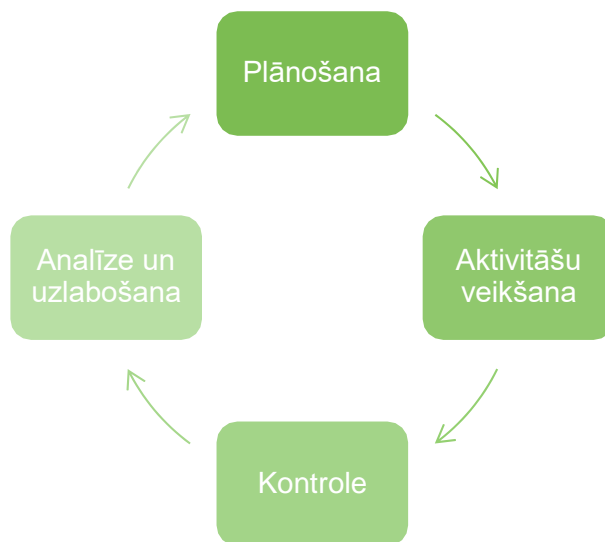 Plānošana
Aktivitāšu
veikšana
Kontrole
Analīze un
uzlabošana